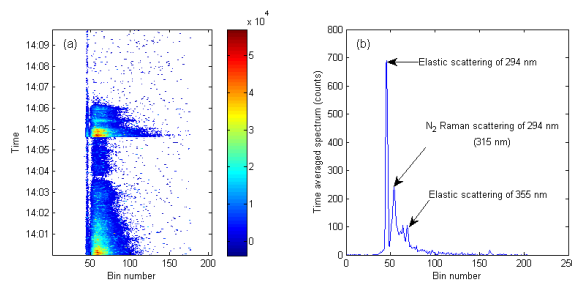 (a)
14:09
14:08
14:07
14:06
14:05
14:04
14:03
14:02
14:01
Time
50 100 150 200
Bin number
x 10^4
5
4
3
2
1
0
(b)
800
700
600
500
400
300
200
100
0
Time averaged spectrum (counts)
Elastic scattering of 294 nm
N2 Raman scattering of 294 nm
(315 nm)
Elastic scattering of 355 nm
0 50 100 150 200 250
Bin number